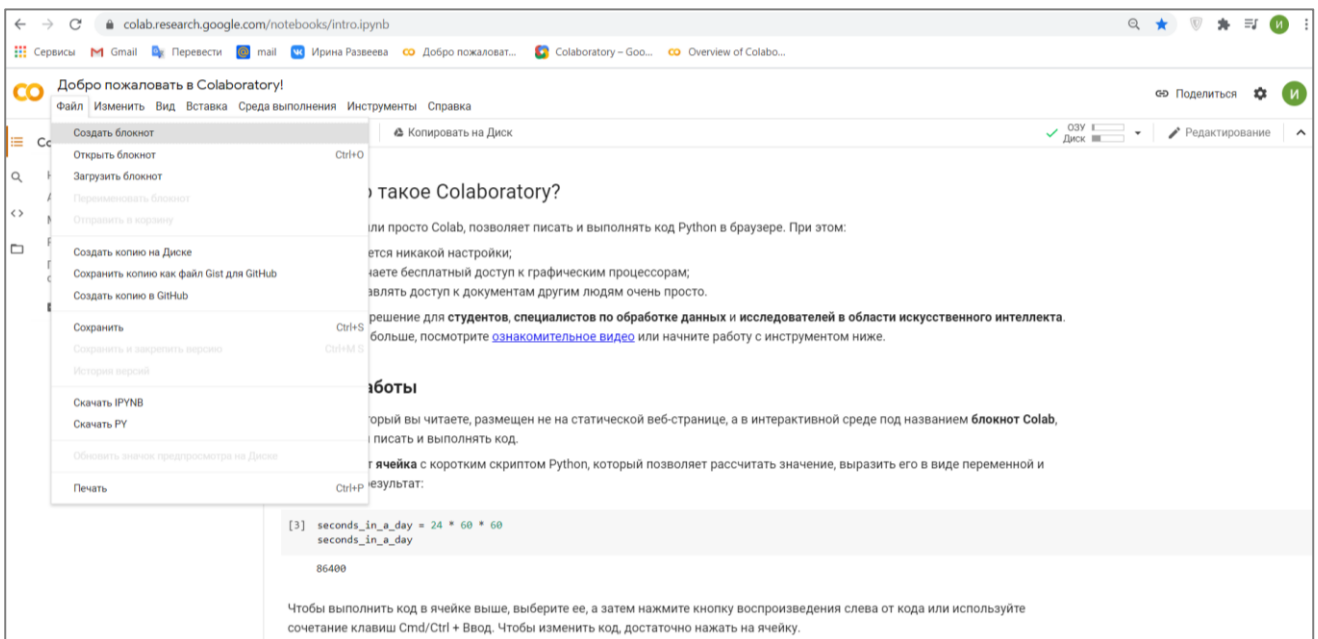 colab.research.google.com/notebooks/intro.ipynb
И
Сервисы Gmail Перевести mail Ирина Развеева Добро пожаловат... Colaboratory – Goo... Overview of Colabo...
CO Добро пожаловать в Colaboratory!
Файл Изменить Вид Вставка Среда выполнения Инструменты Справка
Поделиться И
Копировать на Диск
ОЗУ
Диск
Редактирование
Создать блокнот
Открыть блокнот Ctrl+O
Загрузить блокнот
Переименовать блокнот
Отправить в корзину
Создать копию на Диске
Сохранить копию как файл Gist для GitHub
Создать копию в GitHub
Сохранить Ctrl+S
Сохранить и закрепить версию Ctrl+M S
История версий
Скачать IPYNB
Скачать PY
Обновить значок предпросмотра на Диске
Печать Ctrl+P
такое Colaboratory?
или просто Colab, позволяет писать и выполнять код Python в браузере. При этом:
ется никакой настройки;
чаете бесплатный доступ к графическим процессорам;
авлять доступ к документам другим людям очень просто.
решение для студентов, специалистов по обработке данных и исследователей в области искусственного интеллекта.
больше, посмотрите ознакомительное видео или начните работу с инструментом ниже.
аботы
орый вы читаете, размещен не на статической веб-странице, а в интерактивной среде под названием блокнот Colab,
писать и выполнять код.
т ячейка с коротким скриптом Python, который позволяет рассчитать значение, выразить его в виде переменной и
результат:
[3] seconds_in_a_day = 24 * 60 * 60
seconds_in_a_day
86400
Чтобы выполнить код в ячейке выше, выберите ее, а затем нажмите кнопку воспроизведения слева от кода или используйте
сочетание клавиш Cmd/Ctrl + Ввод. Чтобы изменить код, достаточно нажать на ячейку.